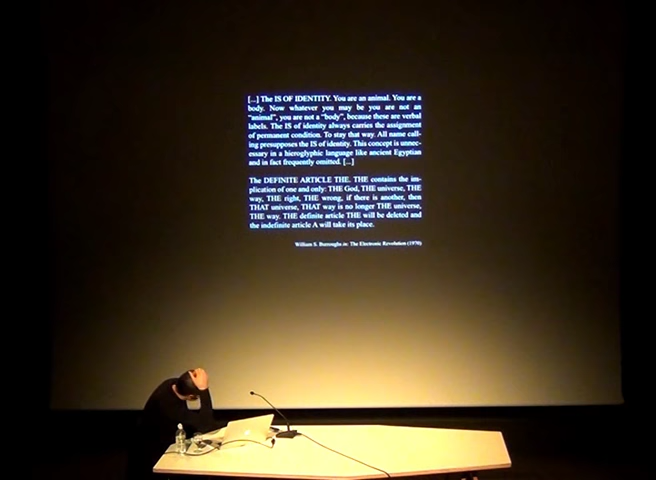 [...] The IS OF IDENTITY. You are an animal. You are a
body. Now whatever you may be you are not an
"animal", you are not a "body", because these are verbal
labels. The IS of identity always carries the assignment
of permanent condition. To stay that way. All name call-
ing presupposes the IS of identity. This concept is unnec-
essary in a hieroglyphic language like ancient Egyptian
and in fact frequently omitted. [...]
The DEFINITE ARTICLE THE. THE contains the im-
plication of one and only: THE God, THE universe, THE
way, THE right, THE wrong, if there is another, then
THAT universe, THAT way is no longer THE universe,
THE way. THE definite article THE will be deleted and
the indefinite article A will take its place.
William S. Burroughs in: The Electronic Revolution (1970)